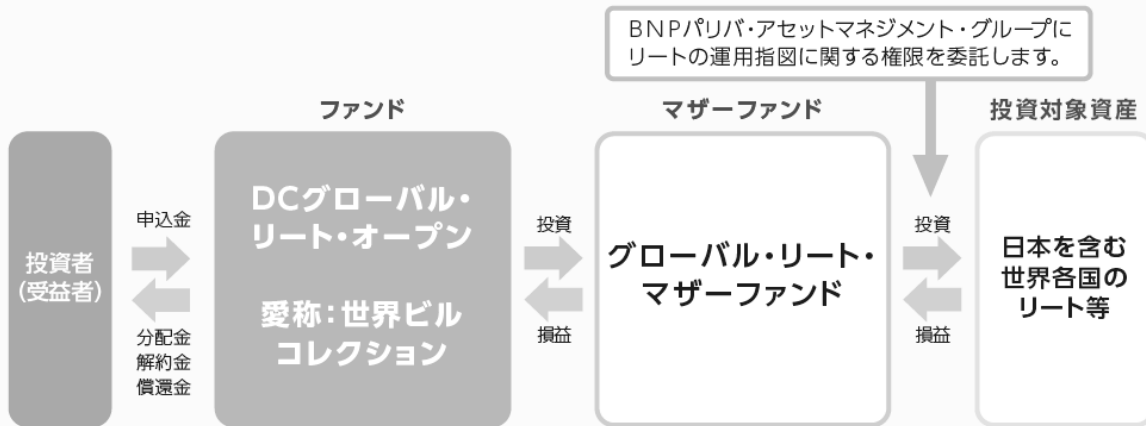 BNPパリバ・アセットマネジメント・グループに
リートの運用指図に関する権限を委託します。
ファンド
マザーファンド
投資対象資産
投資者
(受益者)
申込金
分配金
解約金
償還金
DCグローバル・
リート・オープン
愛称:世界ビル
コレクション
投資
損益
グローバル・リート・
マザーファンド
投資
損益
日本を含む
世界各国の
リート等